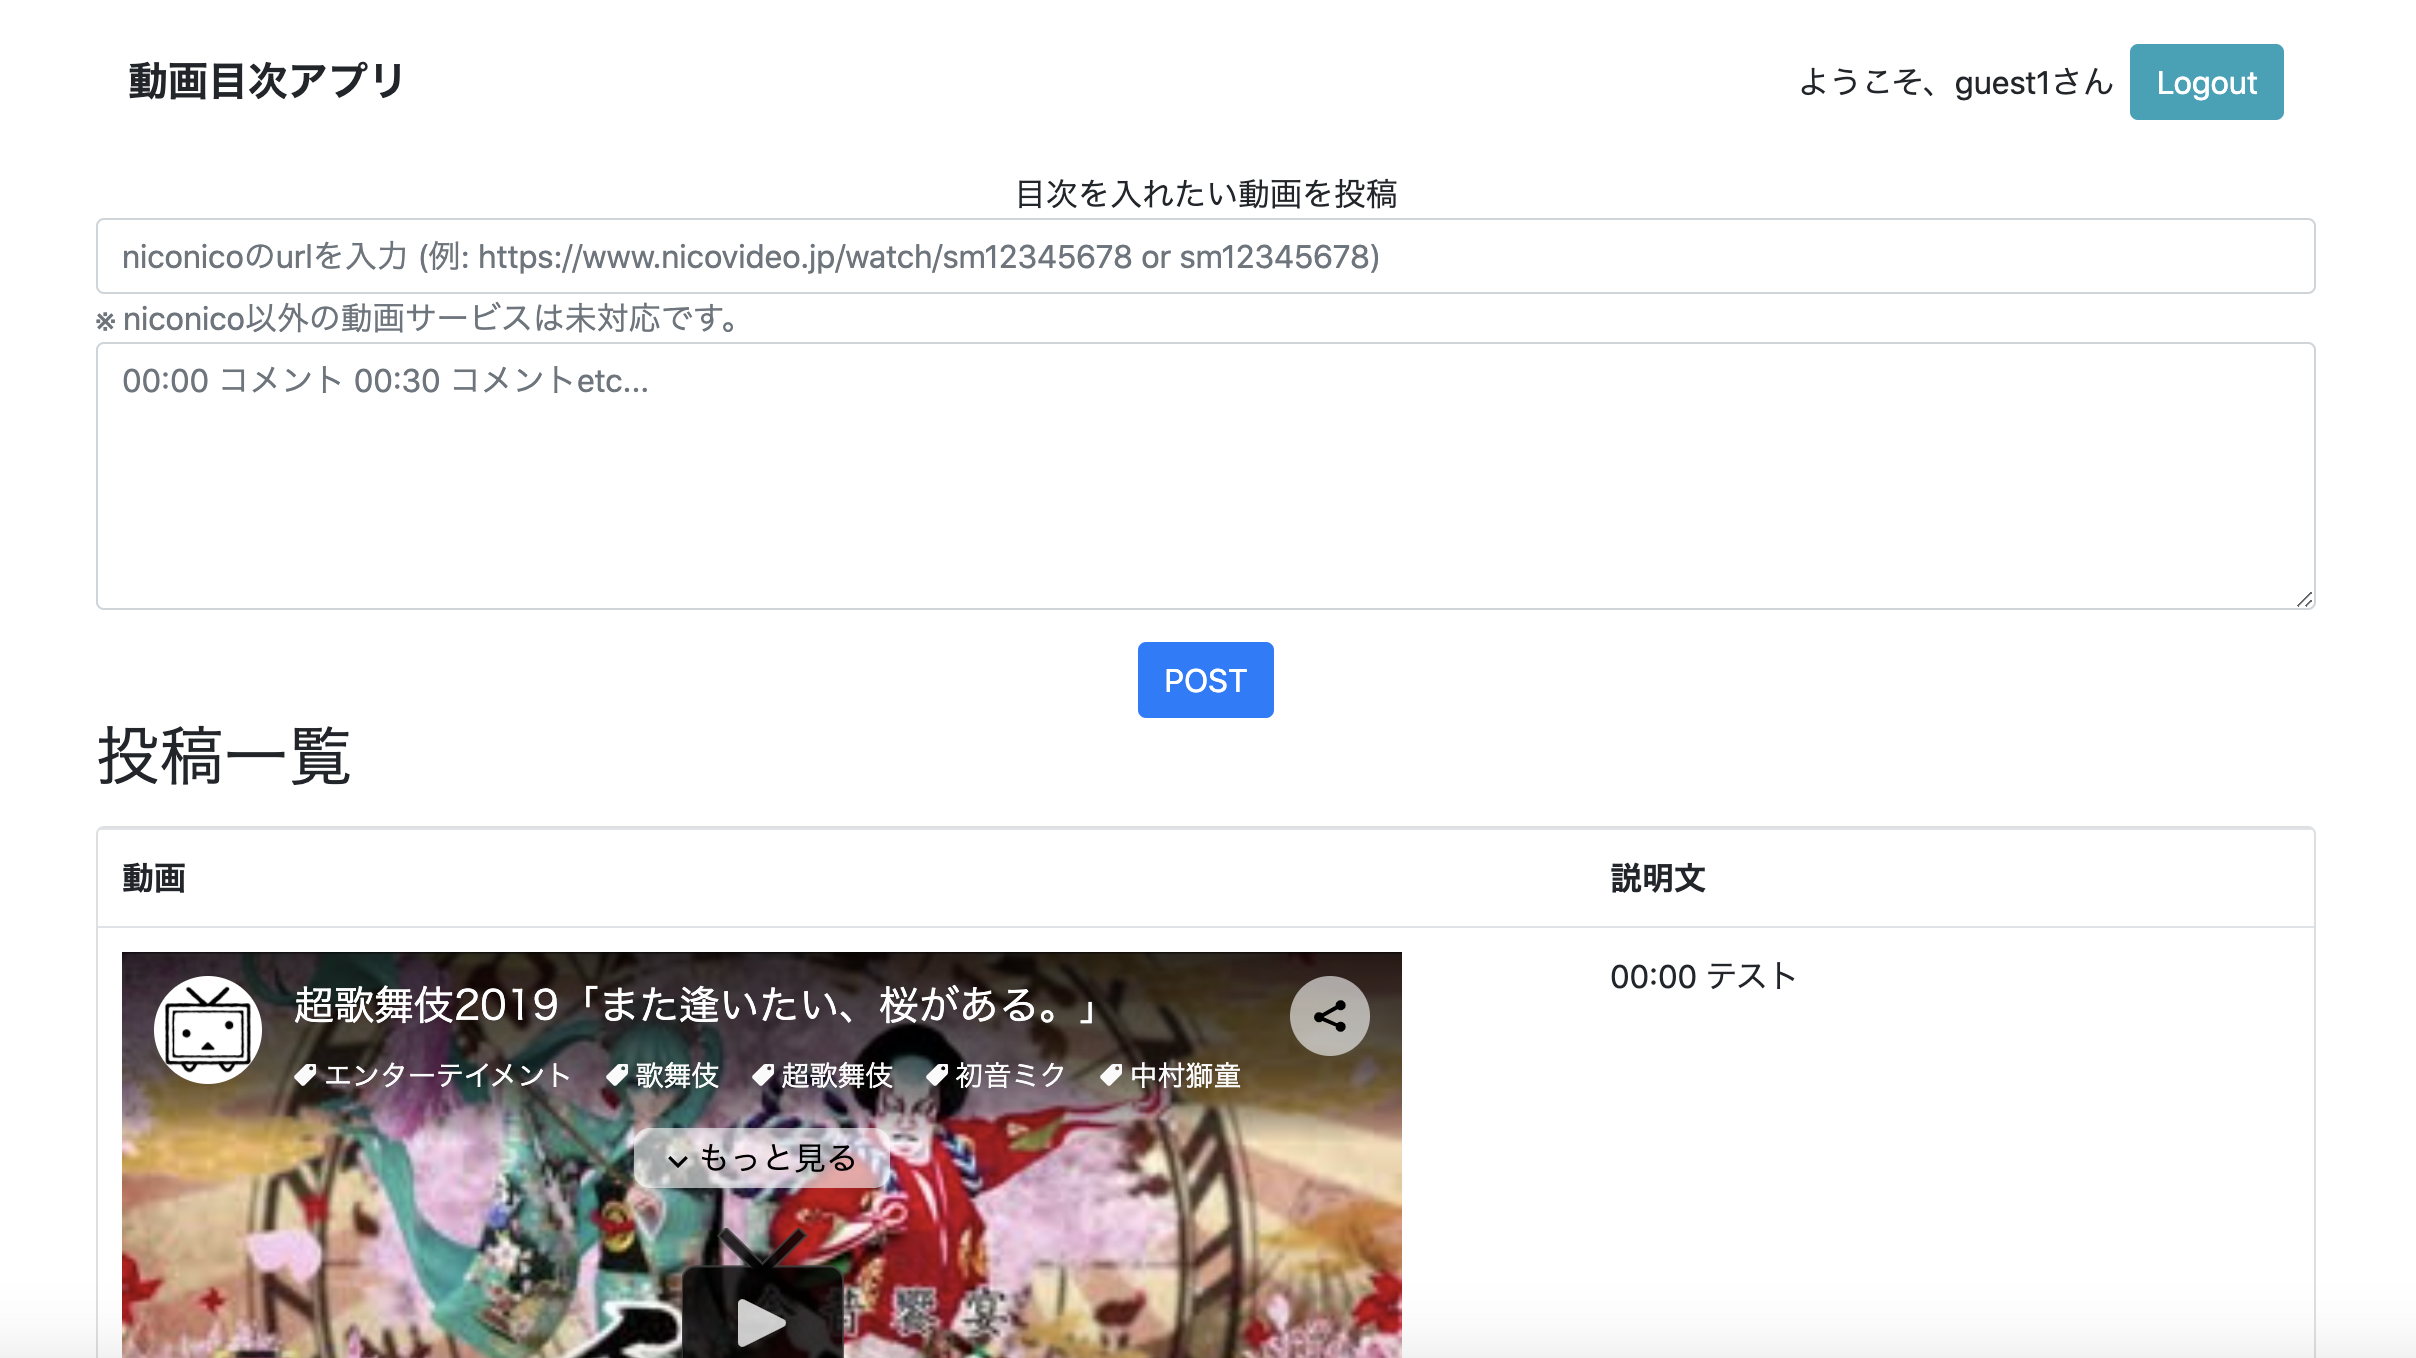 動画目次アプリ
ようこそ、guest1さん
Logout
目次を入れたい動画を投稿
niconicoのurlを入力 (例: https://www.nicovideo.jp/watch/sm12345678 or sm12345678)
※ niconico以外の動画サービスは未対応です。
00:00 コメント 00:30 コメントetc...
POST
投稿一覧
動画
説明文
超歌舞伎2019「また逢いたい、桜がある。」
エンターテイメント 歌舞伎 超歌舞伎 初音ミク 中村獅童
00:00 テスト
もっと見る
響宴